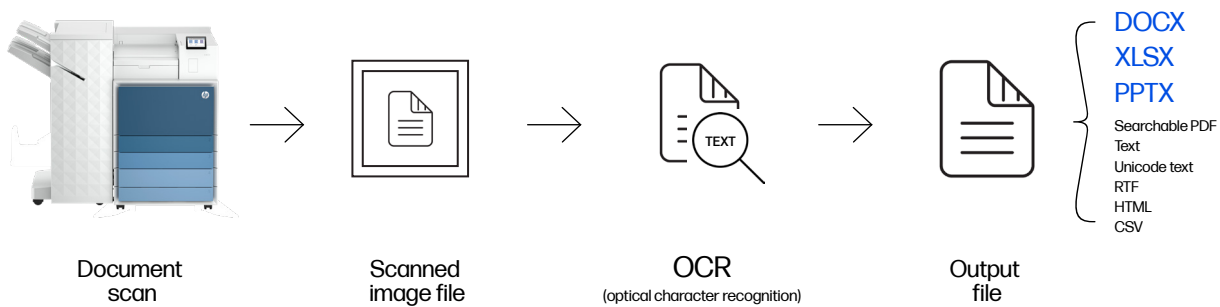 DOCX
XLSX
PPTX
Searchable PDF
Text
Unicode text
RTF
HTML
CSV
TEXT
Document
scan
Scanned
image file
OCR
(optical character recognition)
Output
file